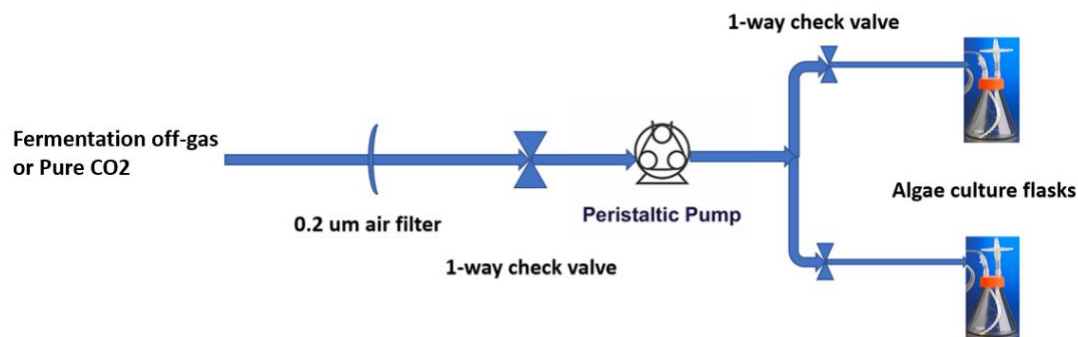 1-way check valve
Fermentation off-gas
or Pure CO2
Peristaltic Pump
Algae culture flasks
0.2 um air filter
1-way check valve